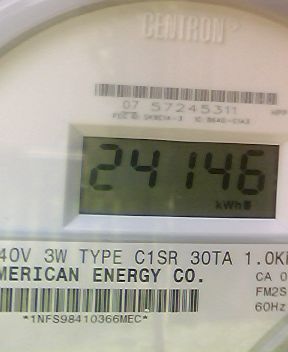 CENTRON
07 57245311
24146
kWh
40V 3W TYPE C1SR 30TA 1.0K
MERICAN ENERGY CO.
CA 0
FM2S
60Hz
*1NFS98410366MEC*